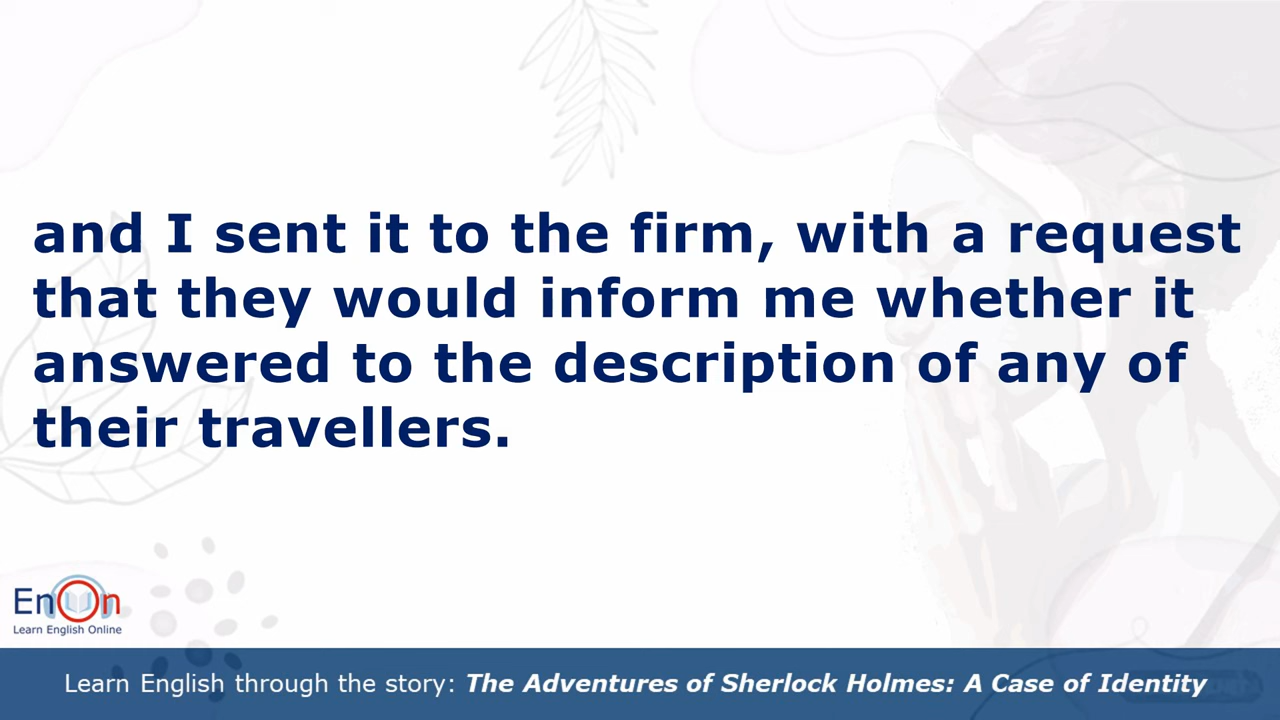 and I sent it to the firm, with a request
that they would inform me whether it
answered to the description of any of
their travellers.
EnOn
Learn English Online
Learn English through the story: The Adventures of Sherlock Holmes: A Case of Identity